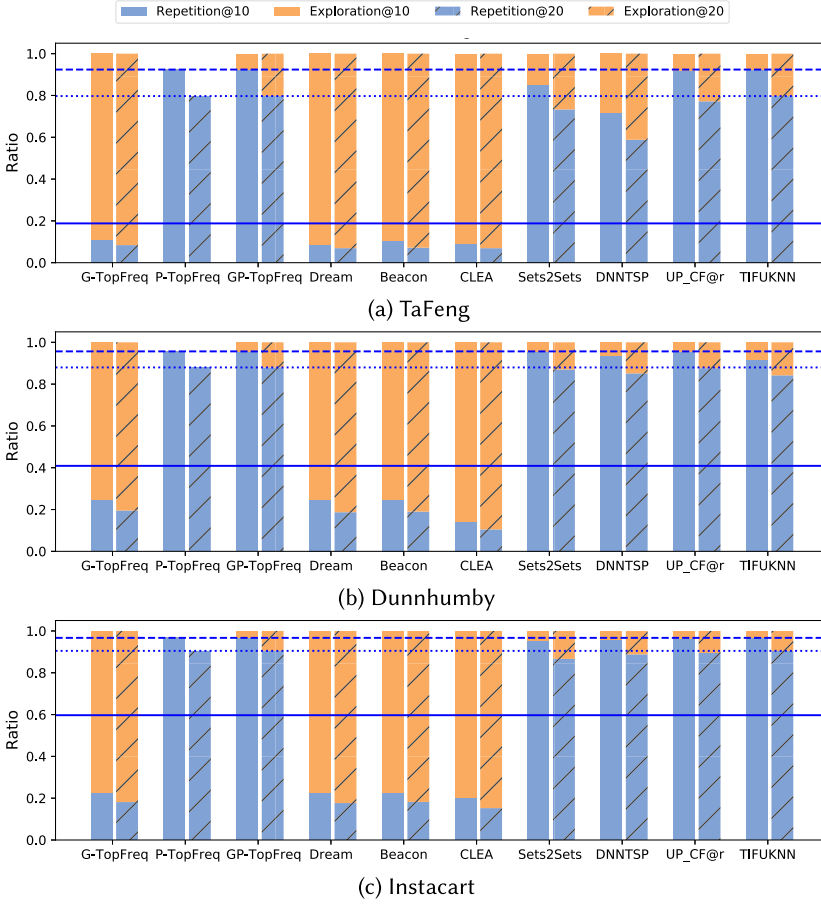 Repetition@10 Exploration@10 Repetition@20 Exploration@20
1.0
0.8
0.6
0.4
0.2
0.0
Ratio
G-TopFreq P-TopFreq GP-TopFreq Dream Beacon CLEA Sets2Sets DNNTSP UP_CF@r TIFUKNN
(a) TaFeng
1.0
0.8
0.6
0.4
0.2
0.0
Ratio
G-TopFreq P-TopFreq GP-TopFreq Dream Beacon CLEA Sets2Sets DNNTSP UP_CF@r TIFUKNN
(b) Dunnhumby
1.0
0.8
0.6
0.4
0.2
0.0
Ratio
G-TopFreq P-TopFreq GP-TopFreq Dream Beacon CLEA Sets2Sets DNNTSP UP_CF@r TIFUKNN
(c) Instacart